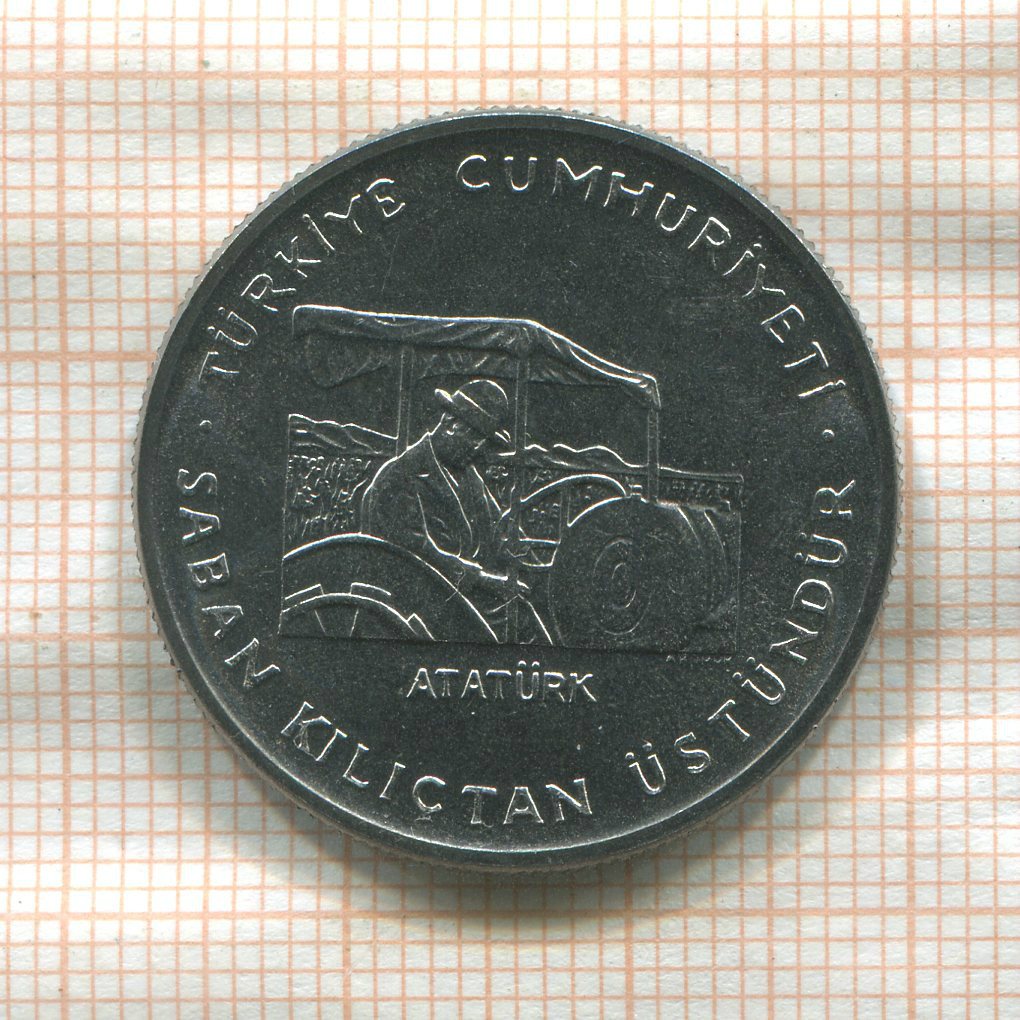 TÜRKİYE CUMHURİYETİ
SABAN KILIÇTAN ÜSTÜNDÜR
ATATÜRK